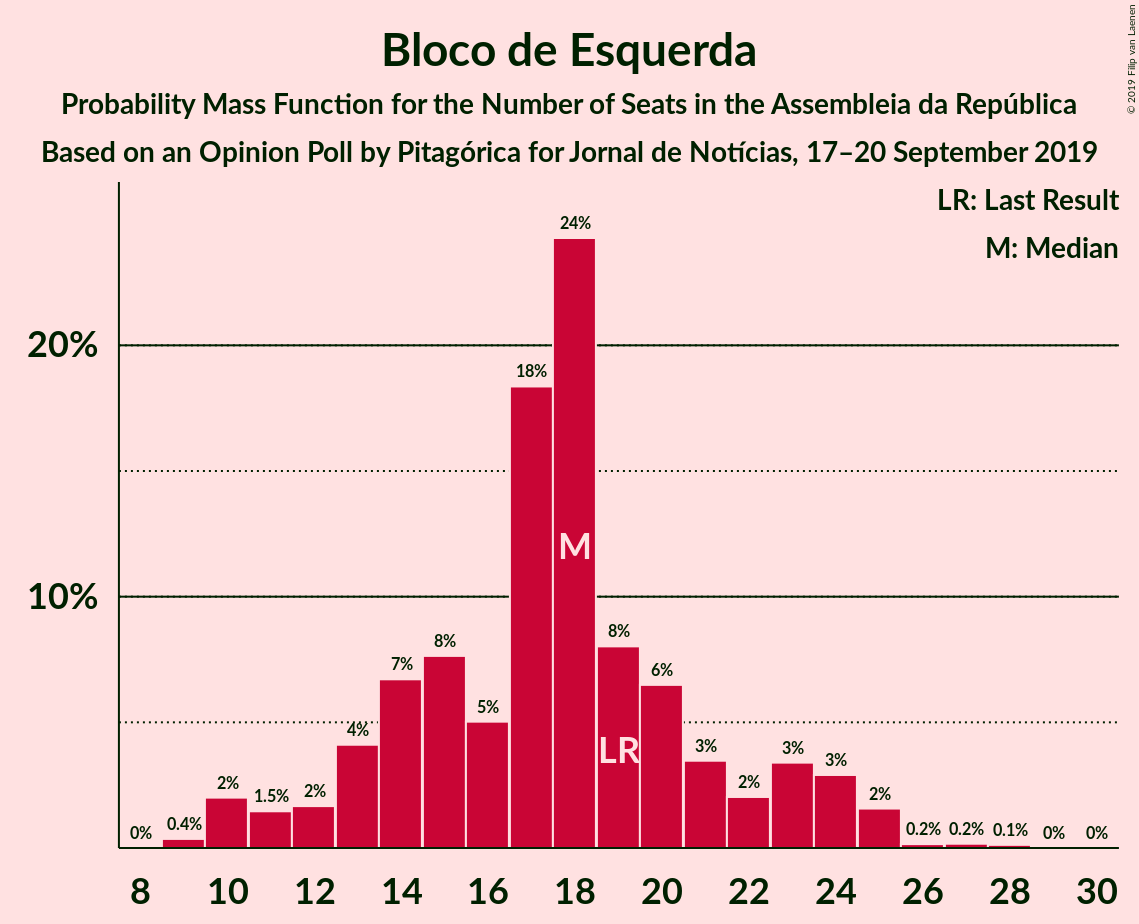 Bloco de Esquerda
Probability Mass Function for the Number of Seats in the Assembleia da República
Based on an Opinion Poll by Pitagórica for Jornal de Notícias, 17–20 September 2019
© 2019 Filip van Laenen
LR: Last Result
M: Median
20%
10%
0%
0.4%
2%
1.5%
2%
4%
7%
8%
5%
18%
24%
8%
6%
3%
2%
3%
3%
2%
0.2%
0.2%
0.1%
0%
0%
M
LR
8 10 12 14 16 18 20 22 24 26 28 30